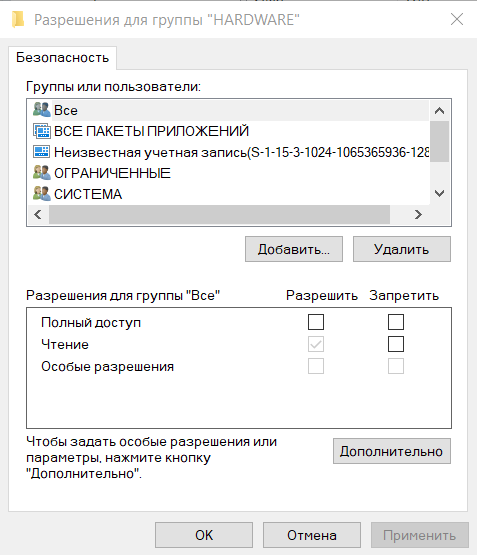 Разрешения для группы "HARDWARE"
Безопасность
Группы или пользователи:
Все
ВСЕ ПАКЕТЫ ПРИЛОЖЕНИЙ
Неизвестная учетная запись(S-1-15-3-1024-1065365936-128
ОГРАНИЧЕННЫЕ
СИСТЕМА
Добавить... Удалить
Разрешения для группы "Все" Разрешить Запретить
Полный доступ
Чтение
Особые разрешения
Чтобы задать особые разрешения или
параметры, нажмите кнопку
"Дополнительно".
Дополнительно
ОК Отмена Применить